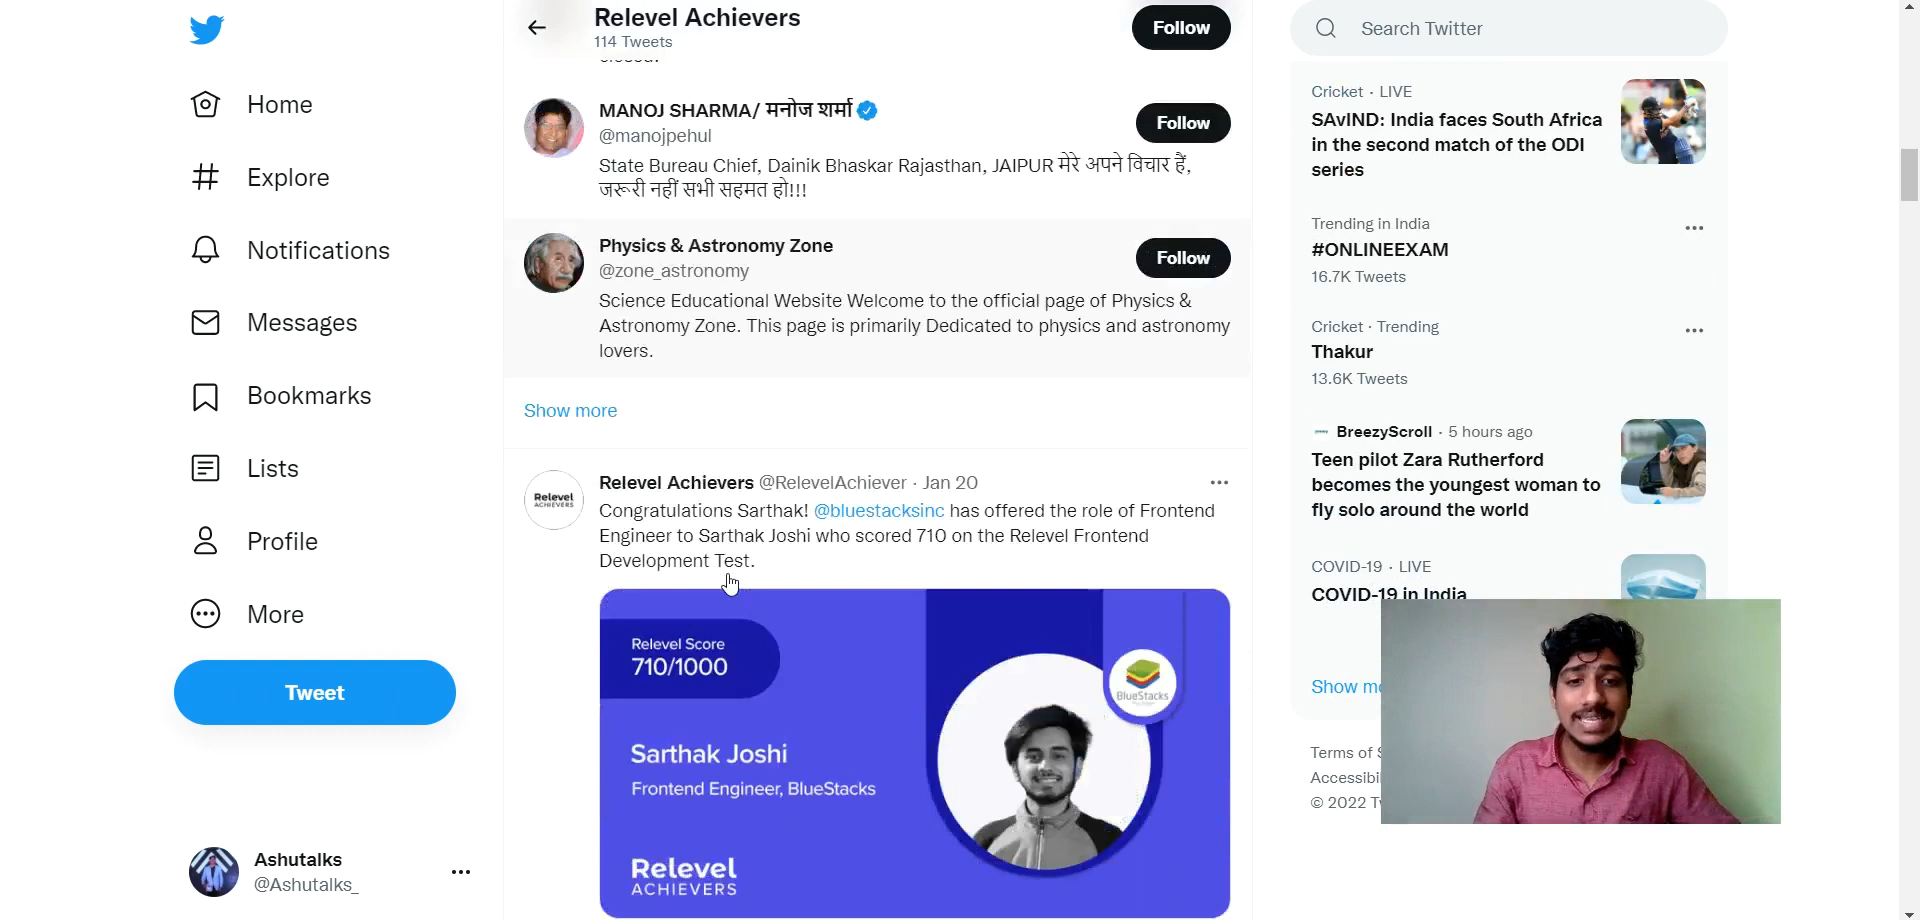 Relevel Achievers
114 Tweets
Follow
Search Twitter
Home
Explore
Notifications
Messages
Bookmarks
Lists
Profile
More
Tweet
Ashutalks
@Ashutalks_
closed.
MANOJ SHARMA/ मनोज शर्मा
@manojpehul
Follow
State Bureau Chief, Dainik Bhaskar Rajasthan, JAIPUR मेरे अपने विचार हैं,
जरूरी नहीं सभी सहमत हो!!!
Physics & Astronomy Zone
@zone_astronomy
Follow
Science Educational Website Welcome to the official page of Physics &
Astronomy Zone. This page is primarily Dedicated to physics and astronomy
lovers.
Show more
Relevel
ACHIEVERS
Relevel Achievers @RelevelAchiever · Jan 20
Congratulations Sarthak! @bluestacksinc has offered the role of Frontend
Engineer to Sarthak Joshi who scored 710 on the Relevel Frontend
Development Test.
Relevel Score
710/1000
BlueStacks
Sarthak Joshi
Frontend Engineer, BlueStacks
Relevel
ACHIEVERS
Cricket · LIVE
SAvIND: India faces South Africa
in the second match of the ODI
series
Trending in India
#ONLINEEXAM
16.7K Tweets
Cricket · Trending
Thakur
13.6K Tweets
BreezyScroll · 5 hours ago
Teen pilot Zara Rutherford
becomes the youngest woman to
fly solo around the world
COVID-19 · LIVE
COVID-19 in India
Show
Terms of
© 2022